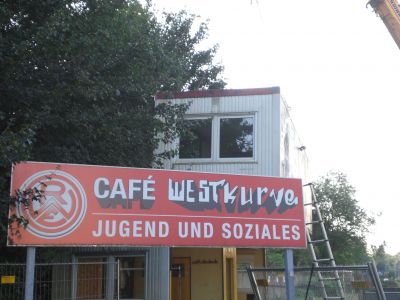 CAFÉ WESTKurve
JUGEND UND SOZIALES